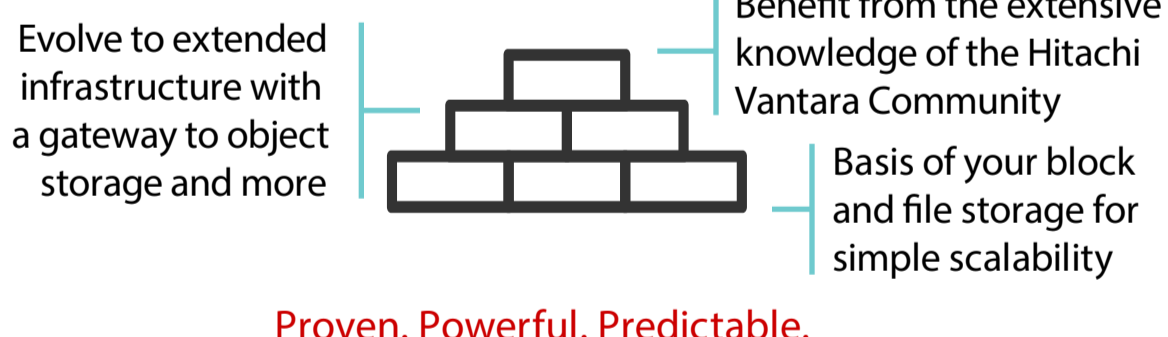 Evolve to extended
infrastructure with
a gateway to object
storage and more
Benefit from the extensive
knowledge of the Hitachi
Vantara Community
Basis of your block
and file storage for
simple scalability
Proven. Powerful. Predictable.